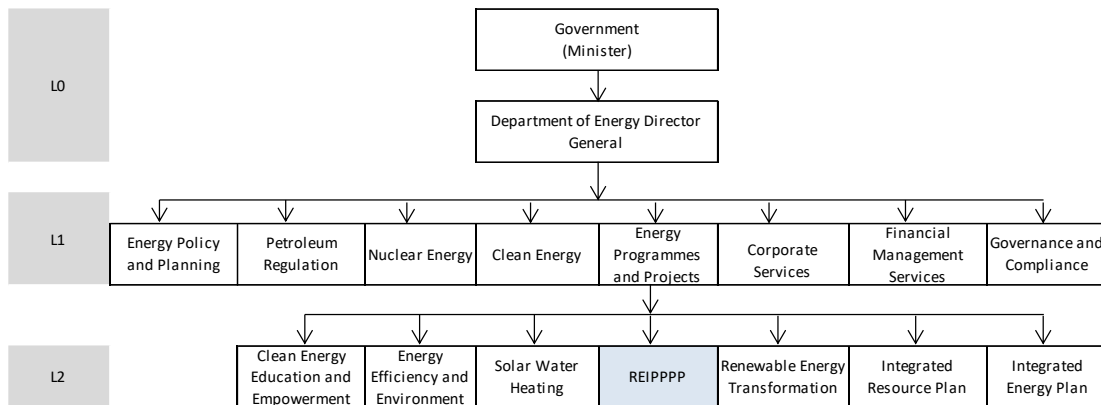 Government
(Minister)
L0
Department of Energy Director
General
L1
Energy Policy
and Planning
Petroleum
Regulation
Nuclear Energy
Clean Energy
Energy
Programmes
and Projects
Corporate
Services
Financial
Management
Services
Governance and
Compliance
L2
Clean Energy
Education and
Empowerment
Energy
Efficiency and
Environment
Solar Water
Heating
REIPPPP
Renewable Energy
Transformation
Integrated
Resource Plan
Integrated
Energy Plan